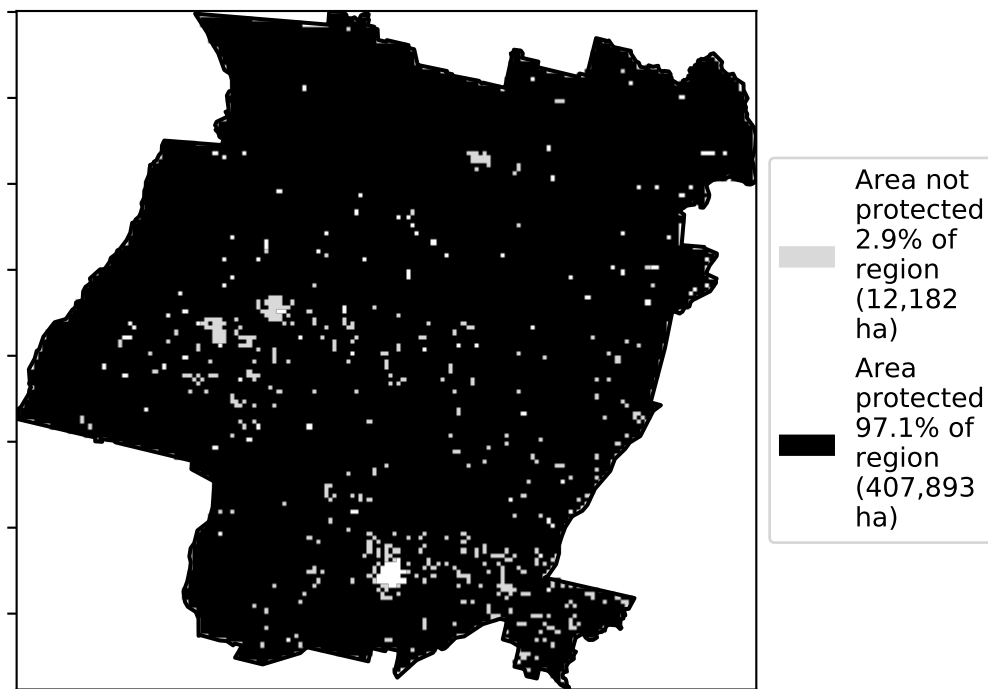 Area not
protected
2.9% of
region
(12,182
ha)
Area
protected
97.1% of
region
(407,893
ha)